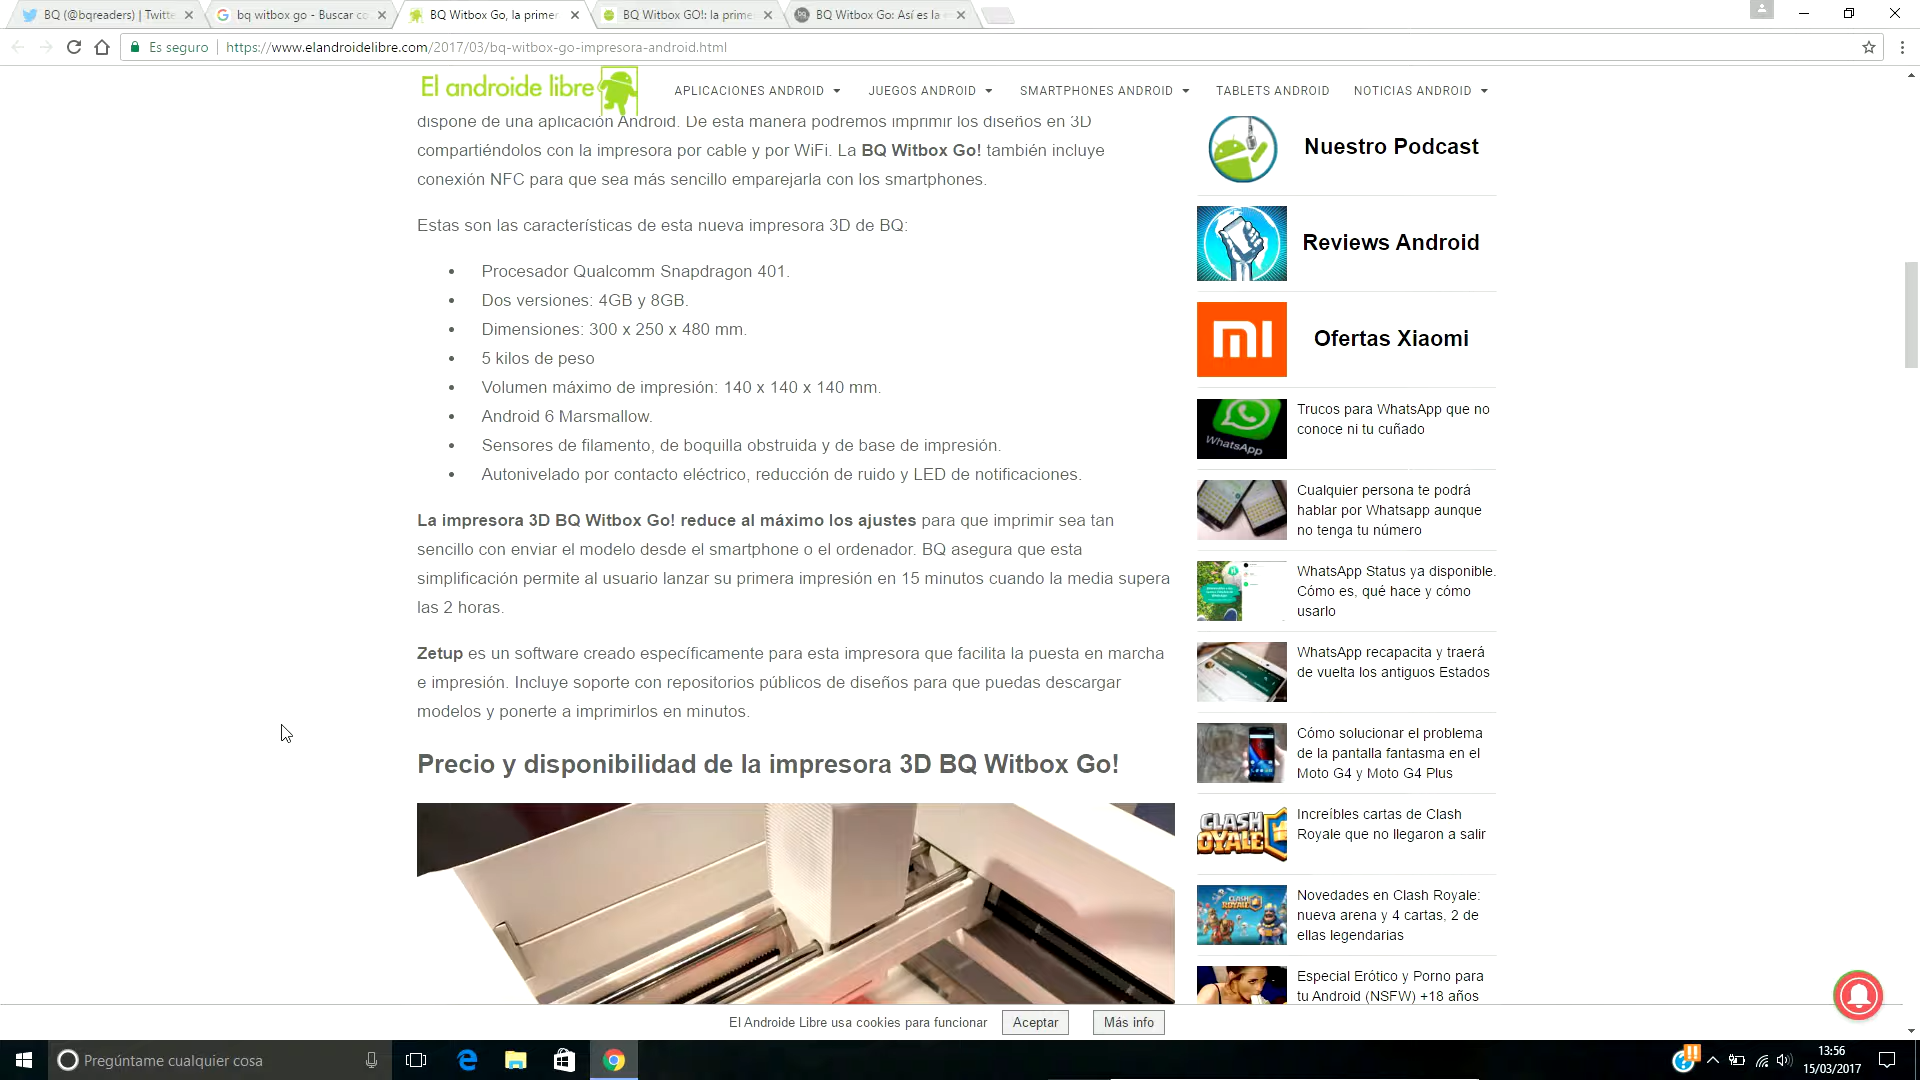 BQ (@bqreaders) | Twitte
bq witbox go - Buscar co
BQ Witbox Go, la primer
BQ Witbox GO!: la prime
BQ Witbox Go: Así es la
Es seguro | https://www.elandroidelibre.com/2017/03/bq-witbox-go-impresora-android.html
El androide libre
APLICACIONES ANDROID
JUEGOS ANDROID
SMARTPHONES ANDROID
TABLETS ANDROID
NOTICIAS ANDROID
dispone de una aplicación Android. De esta manera podremos imprimir los diseños en 3D
compartiéndolos con la impresora por cable y por WiFi. La BQ Witbox Go! también incluye
conexión NFC para que sea más sencillo emparejarla con los smartphones.
Estas son las características de esta nueva impresora 3D de BQ:
• Procesador Qualcomm Snapdragon 401.
• Dos versiones: 4GB y 8GB.
• Dimensiones: 300 x 250 x 480 mm.
• 5 kilos de peso
• Volumen máximo de impresión: 140 x 140 x 140 mm.
• Android 6 Marsmallow.
• Sensores de filamento, de boquilla obstruida y de base de impresión.
• Autonivelado por contacto eléctrico, reducción de ruido y LED de notificaciones.
La impresora 3D BQ Witbox Go! reduce al máximo los ajustes para que imprimir sea tan
sencillo con enviar el modelo desde el smartphone o el ordenador. BQ asegura que esta
simplificación permite al usuario lanzar su primera impresión en 15 minutos cuando la media supera
las 2 horas.
Zetup es un software creado específicamente para esta impresora que facilita la puesta en marcha
e impresión. Incluye soporte con repositorios públicos de diseños para que puedas descargar
modelos y ponerte a imprimirlos en minutos.
Precio y disponibilidad de la impresora 3D BQ Witbox Go!
Nuestro Podcast
Reviews Android
Ofertas Xiaomi
WhatsApp
Trucos para WhatsApp que no
conoce ni tu cuñado
Cualquier persona te podrá
hablar por Whatsapp aunque
no tenga tu número
WhatsApp Status ya disponible.
Cómo es, qué hace y cómo
usarlo
WhatsApp recapacita y traerá
de vuelta los antiguos Estados
Cómo solucionar el problema
de la pantalla fantasma en el
Moto G4 y Moto G4 Plus
CLASH
ROYALE
Increíbles cartas de Clash
Royale que no llegaron a salir
Novedades en Clash Royale:
nueva arena y 4 cartas, 2 de
ellas legendarias
Especial Erótico y Porno para
tu Android (NSFW) +18 años
El Androide Libre usa cookies para funcionar
Aceptar
Más info
Pregúntame cualquier cosa
13:56
15/03/2017